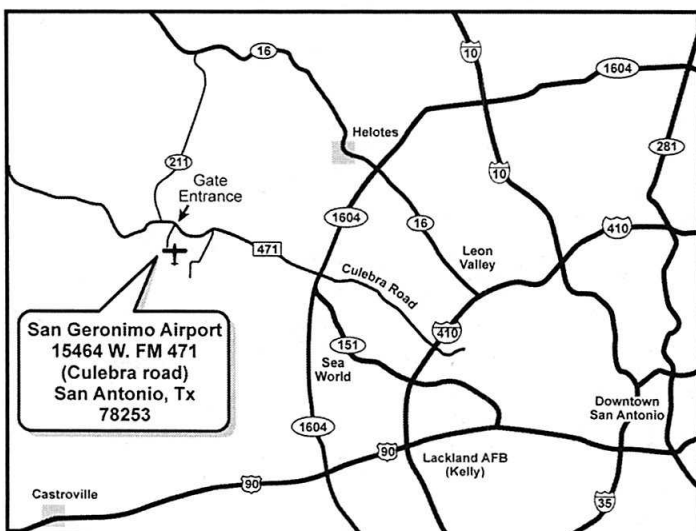 16
10
1604
Helotes
281
211
10
Gate
Entrance
1604
16
410
Leon
Valley
471
Culebra Road
San Geronimo Airport
15464 W. FM 471
(Culebra road)
San Antonio, Tx
78253
410
151
Sea
World
Downtown
San Antonio
1604
90
Lackland AFB
(Kelly)
90
Castroville
35